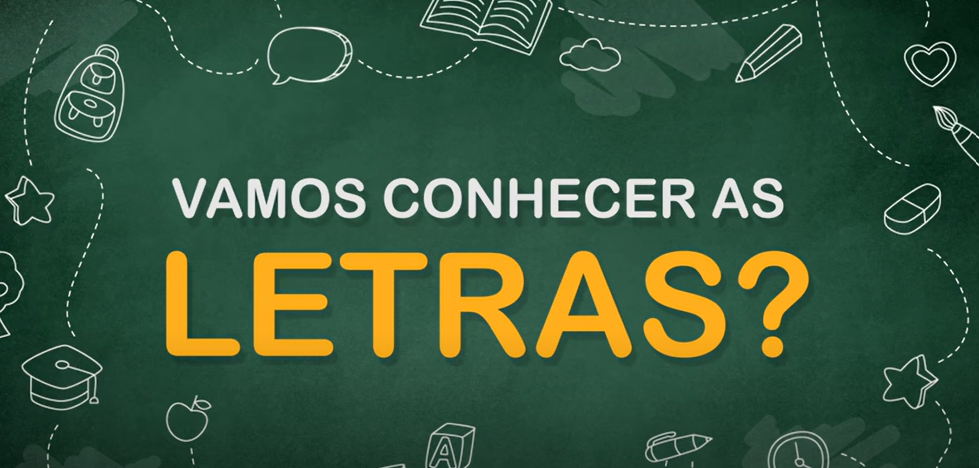 VAMOS CONHECER AS
LETRAS?
A